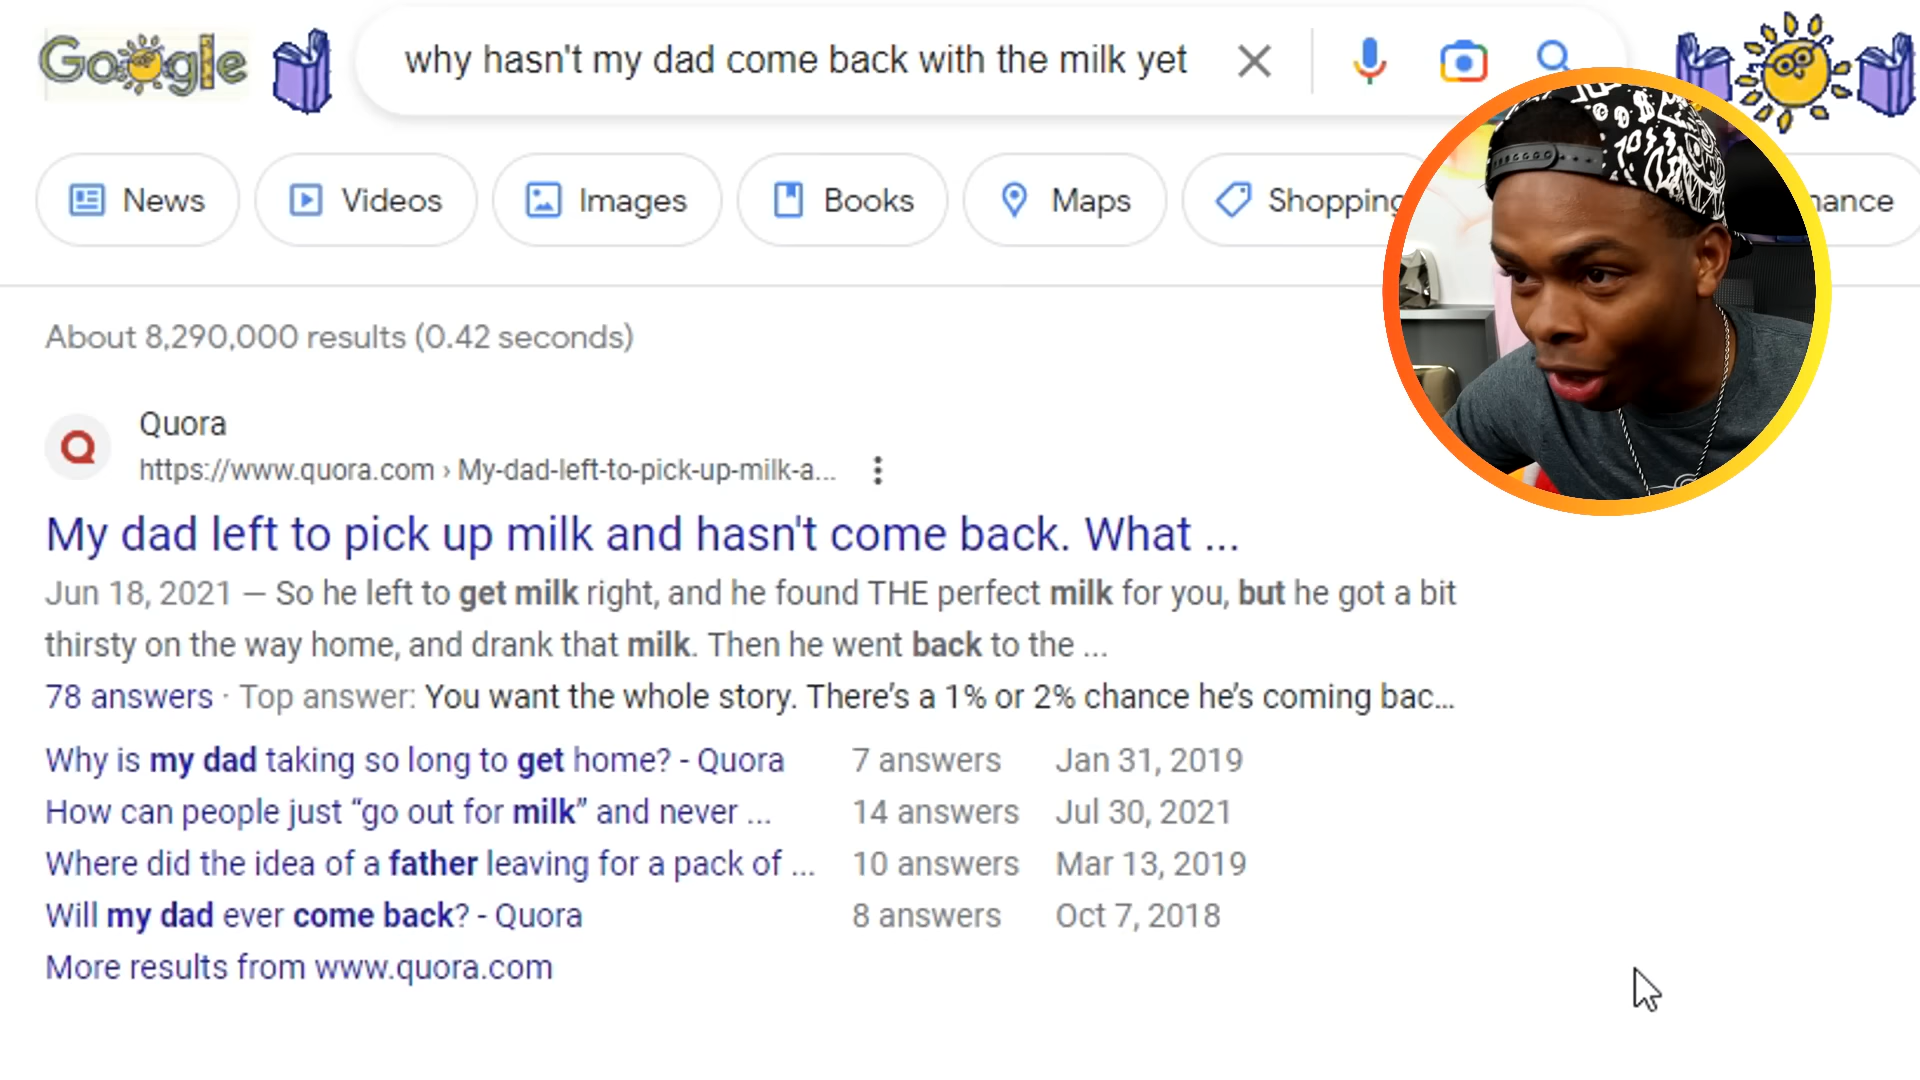 Google
why hasn't my dad come back with the milk yet
News
Videos
Images
Books
Maps
Shopping
nance
About 8,290,000 results (0.42 seconds)
Quora
https://www.quora.com › My-dad-left-to-pick-up-milk-a...
My dad left to pick up milk and hasn't come back. What ...
Jun 18, 2021 — So he left to get milk right, and he found THE perfect milk for you, but he got a bit
thirsty on the way home, and drank that milk. Then he went back to the ...
78 answers · Top answer: You want the whole story. There’s a 1% or 2% chance he’s coming bac...
Why is my dad taking so long to get home? - Quora 7 answers Jan 31, 2019
How can people just “go out for milk” and never ... 14 answers Jul 30, 2021
Where did the idea of a father leaving for a pack of ... 10 answers Mar 13, 2019
Will my dad ever come back? - Quora 8 answers Oct 7, 2018
More results from www.quora.com